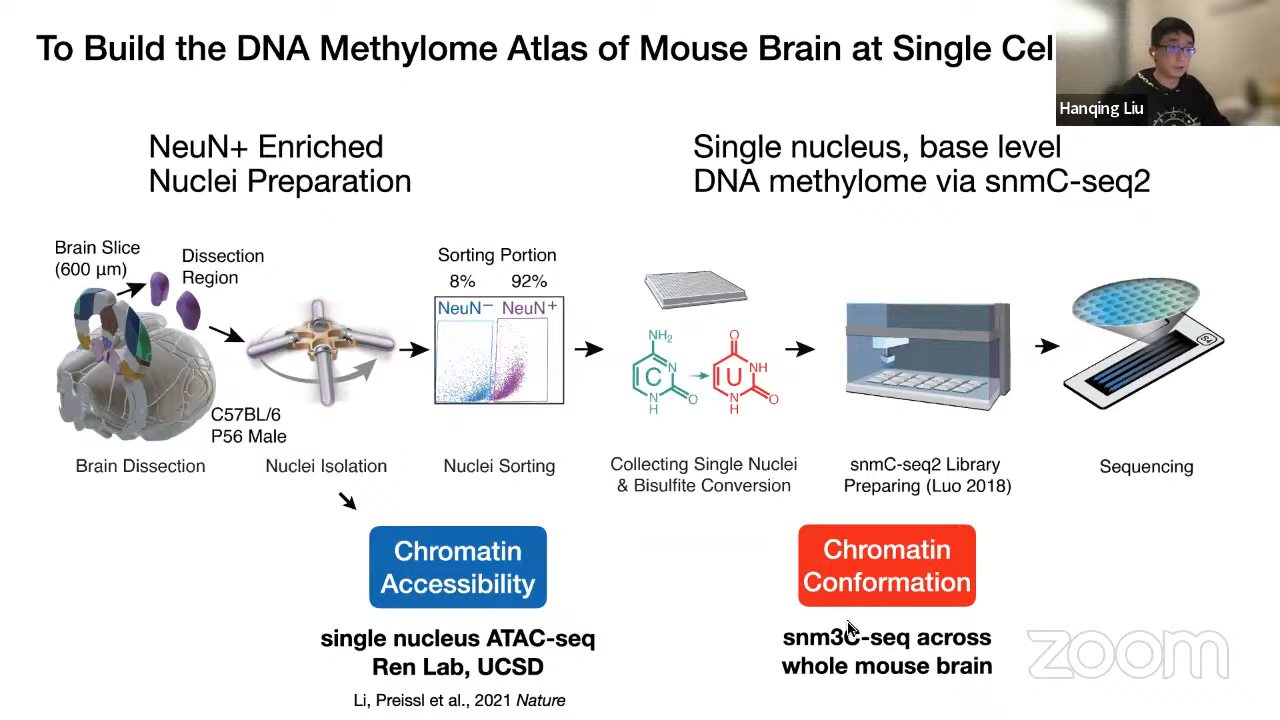 To Build the DNA Methylome Atlas of Mouse Brain at Single Cel
Hanqing Liu
NeuN+ Enriched
Nuclei Preparation
Single nucleus, base level
DNA methylome via snmC-seq2
Brain Slice
(600 µm)
Dissection
Region
C57BL/6
P56 Male
Sorting Portion
8% 92%
NeuN− NeuN+
NH2
N
C
O
N
H
O
NH
U
N
H
O
Brain Dissection
Nuclei Isolation
Nuclei Sorting
Collecting Single Nuclei
& Bisulfite Conversion
snmC-seq2 Library
Preparing (Luo 2018)
Sequencing
Chromatin
Accessibility
single nucleus ATAC-seq
Ren Lab, UCSD
Li, Preissl et al., 2021 Nature
Chromatin
Conformation
snm3C-seq across
whole mouse brain
zoom